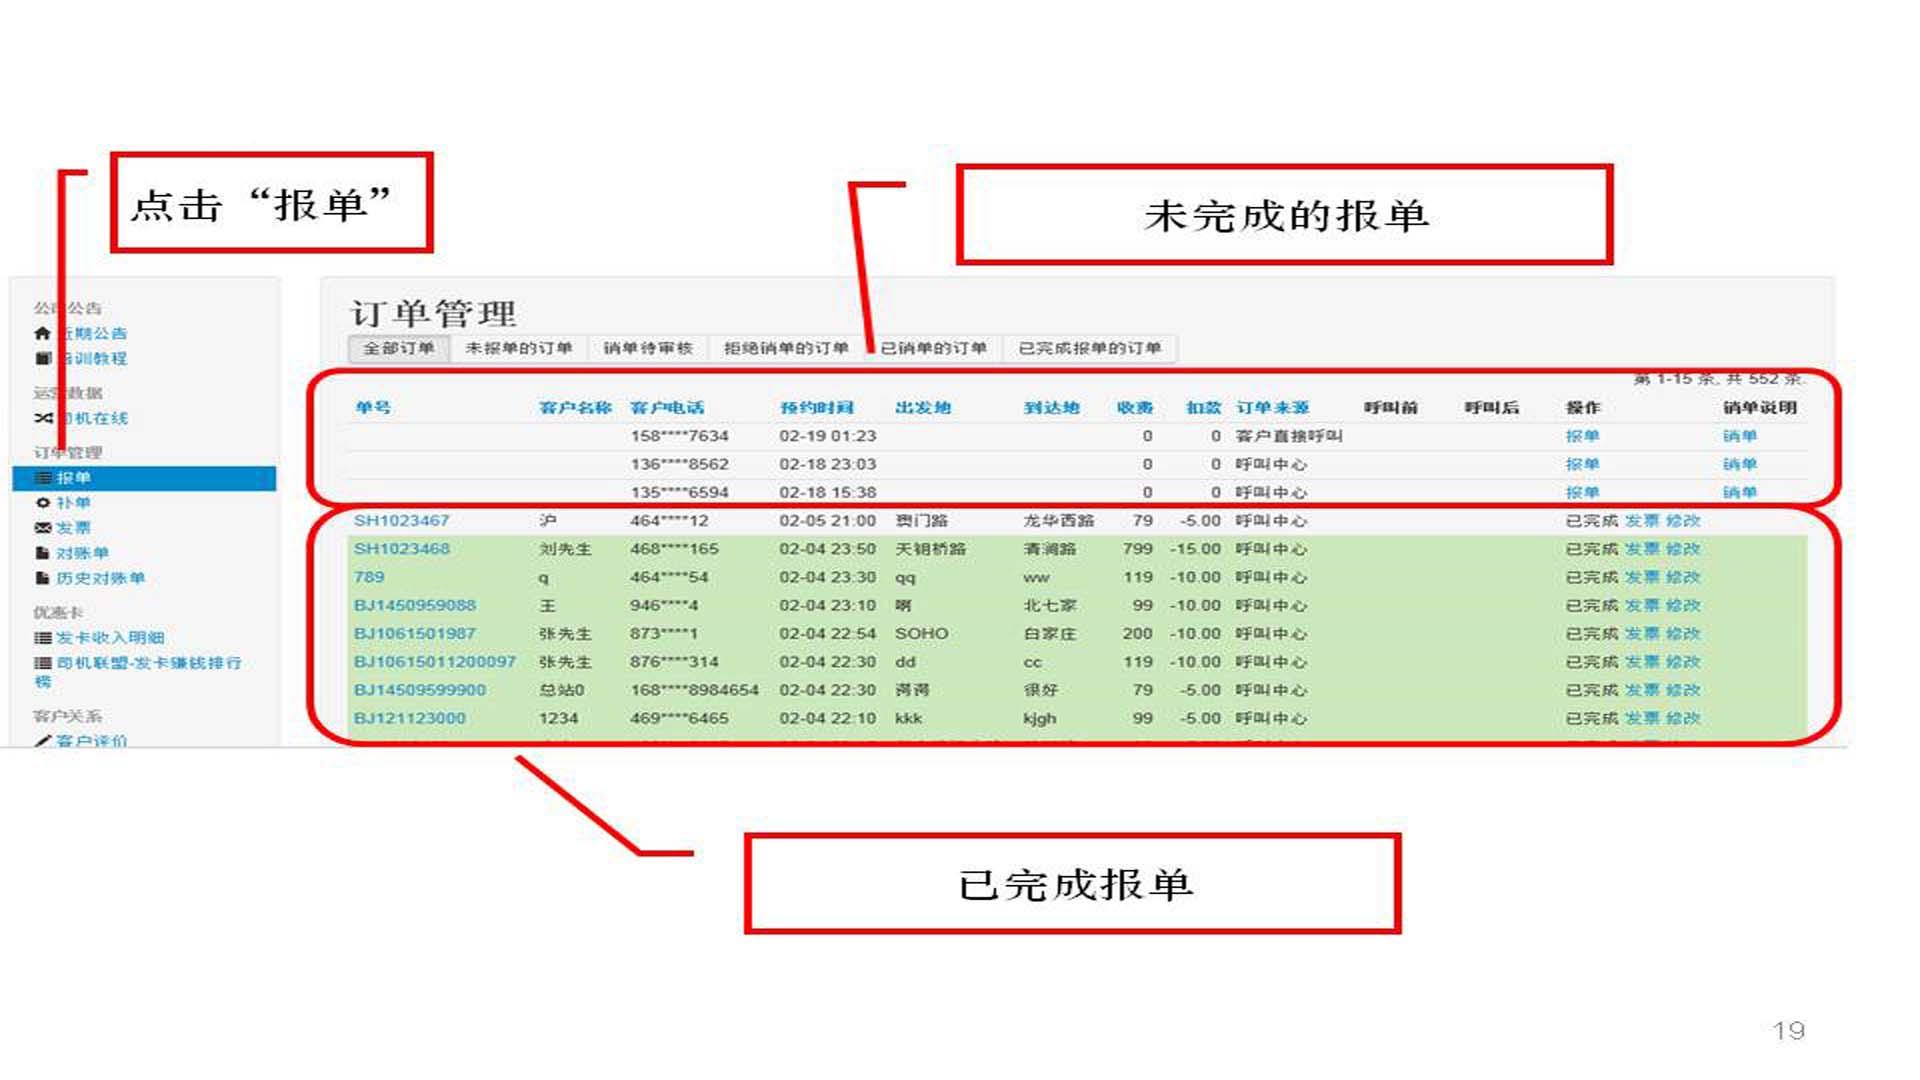 点击“报单”
未完成的报单
公司公告
近期公告
培训教程
运营数据
司机在线
订单管理
报单
补单
发票
对账单
历史对账单
优惠卡
发卡收入明细
司机联盟-发卡赚钱排行
榜
客户关系
客户评价
订单管理
全部订单 未报单的订单 销单待审核 拒绝销单的订单 已销单的订单 已完成报单的订单
第 1-15 条, 共 552 条.
单号 客户名称 客户电话 预约时间 出发地 到达地 收费 扣款 订单来源 呼叫前 呼叫后 操作 销单说明
158****7634 02-19 01:23 0 0 客户直接呼叫 报单 销单
136****8562 02-18 23:03 0 0 呼叫中心 报单 销单
135****6594 02-18 15:38 0 0 呼叫中心 报单 销单
SH1023467 沪 464****12 02-05 21:00 澳门路 龙华西路 79 -5.00 呼叫中心 已完成 发票 修改
SH1023468 刘先生 468****165 02-04 23:50 天钥桥路 清涧路 799 -15.00 呼叫中心 已完成 发票 修改
789 q 464****54 02-04 23:30 qq ww 119 -10.00 呼叫中心 已完成 发票 修改
BJ1450959088 王 946****4 02-04 23:10 啊 北七家 99 -10.00 呼叫中心 已完成 发票 修改
BJ1061501987 张先生 873****1 02-04 22:54 SOHO 白家庄 200 -10.00 呼叫中心 已完成 发票 修改
BJ10615011200097 张先生 876****314 02-04 22:30 dd cc 119 -10.00 呼叫中心 已完成 发票 修改
BJ14509599900 总站0 168****8984654 02-04 22:30 很好 79 -5.00 呼叫中心 已完成 发票 修改
BJ121123000 1234 469****6465 02-04 22:10 kkk kjgh 99 -5.00 呼叫中心 已完成 发票 修改
已完成报单
19